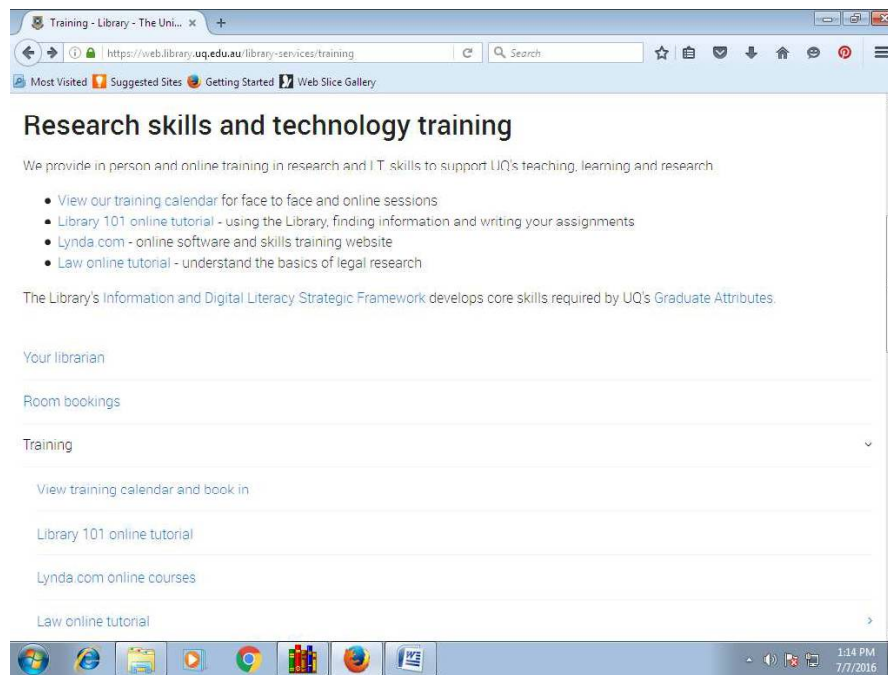 Training - Library - The Uni...
https://web.library.uq.edu.au/library-services/training
Search
Most Visited Suggested Sites Getting Started Web Slice Gallery
Research skills and technology training
We provide in person and online training in research and I.T. skills to support UQ's teaching, learning and research
View our training calendar for face to face and online sessions
Library 101 online tutorial - using the Library, finding information and writing your assignments
Lynda.com - online software and skills training website
Law online tutorial - understand the basics of legal research
The Library's Information and Digital Literacy Strategic Framework develops core skills required by UQ's Graduate Attributes.
Your librarian
Room bookings
Training
View training calendar and book in
Library 101 online tutorial
Lynda.com online courses
Law online tutorial
1:14 PM
7/7/2016